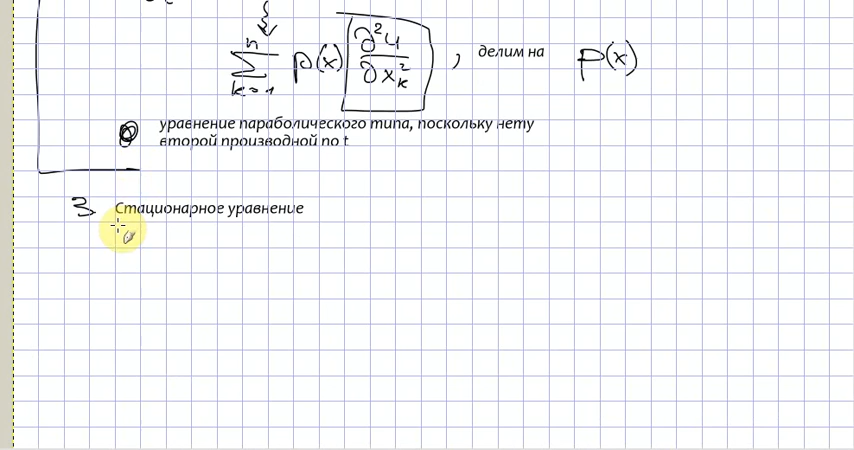 n
∑ p(x) ∂²u/∂x²ₖ , делим на p(x)
k=1
уравнение параболического типа, поскольку нету
второй производной по t
3 Стационарное уравнение